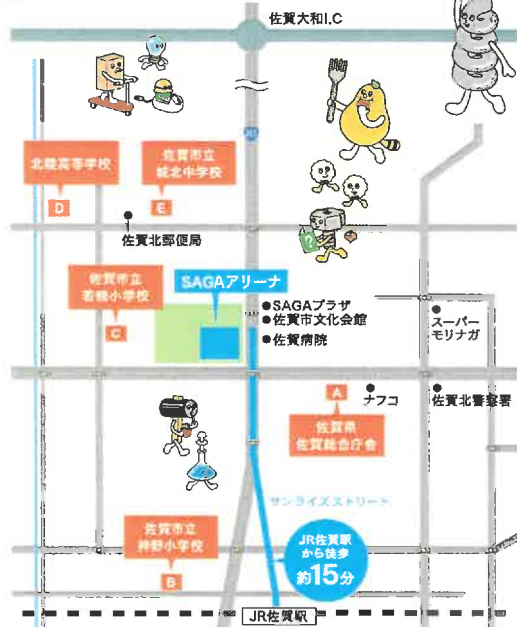 佐賀大和I.C
北陵高等学校
D
佐賀市立
城北中学校
E
佐賀北郵便局
佐賀市立
若楠小学校
C
SAGAアリーナ
●SAGAプラザ
●佐賀市文化会館
●佐賀病院
スーパー
モリナガ
A
佐賀県
佐賀総合庁舎
ナフコ
佐賀北警察署
サンライズストリート
佐賀市立
神野小学校
B
JR佐賀駅
から徒歩
約15分
JR佐賀駅
?